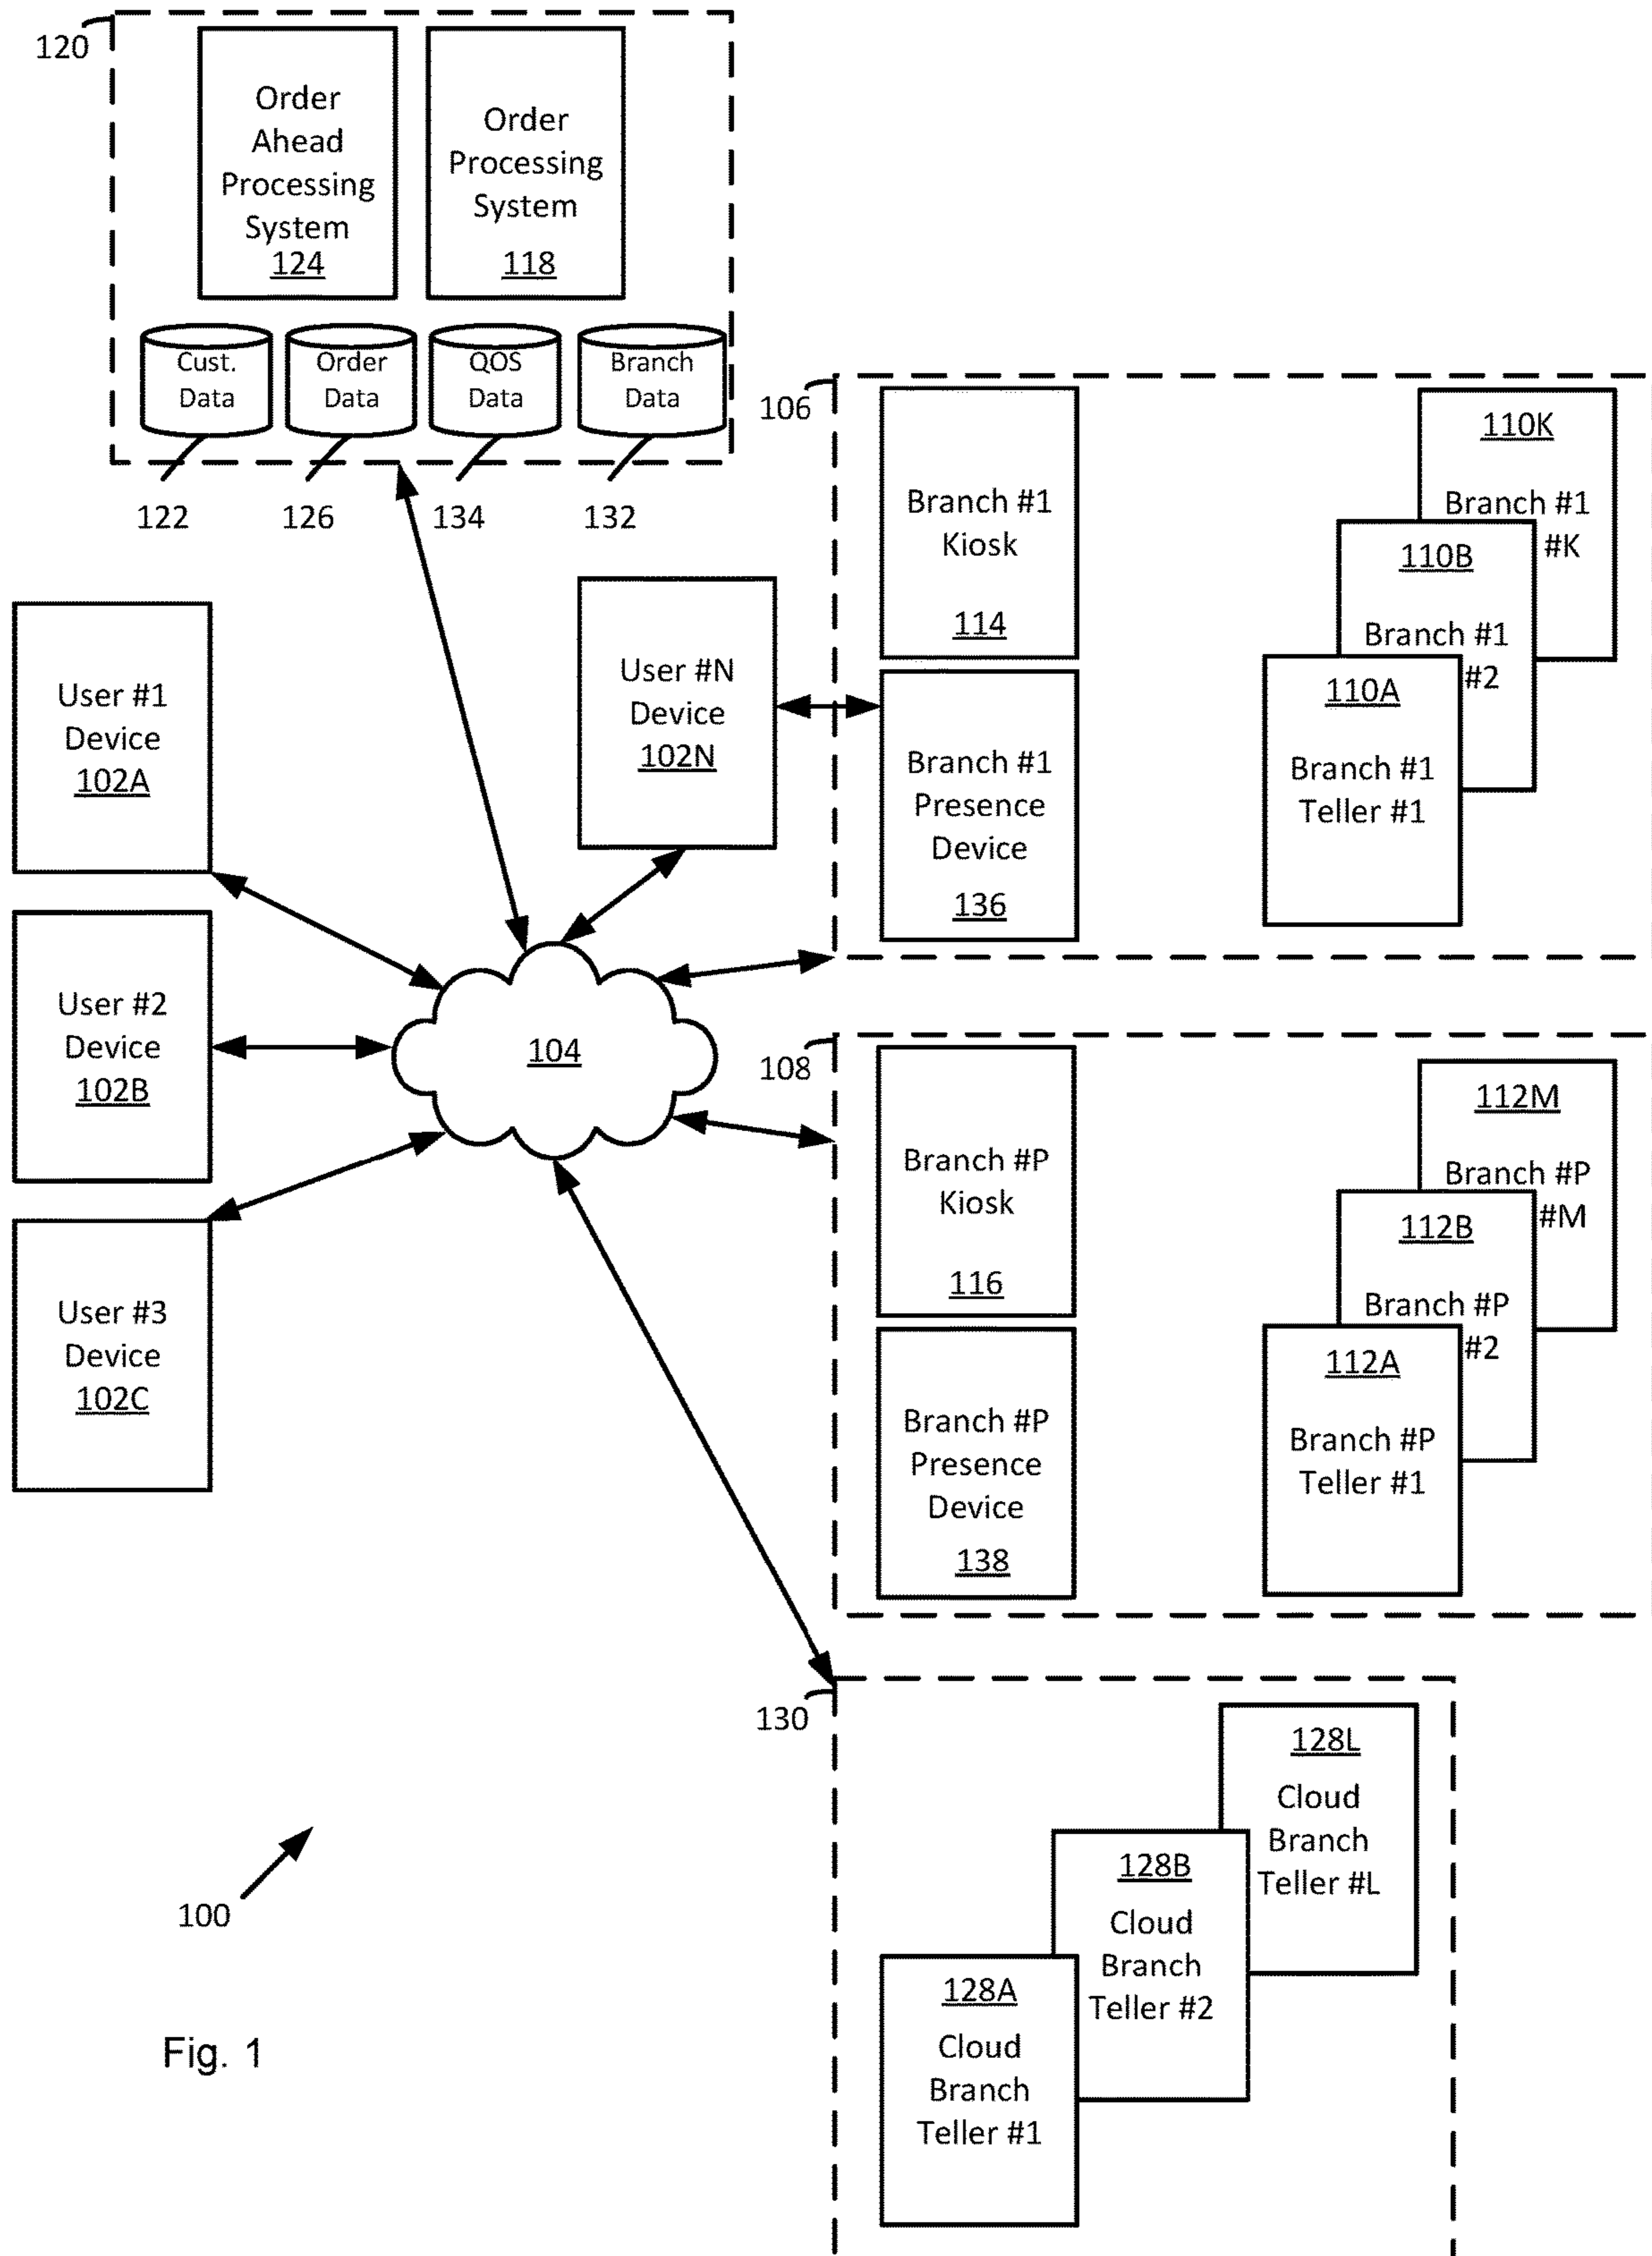 120
Order
Ahead
Processing
System
124
Order
Processing
System
118
Cust.
Data
Order
Data
QOS
Data
Branch
Data
122
126
134
132
106
Branch #1
Kiosk
114
110K
Branch #1
#K
110B
Branch #1
#2
110A
Branch #1
Teller #1
User #1
Device
102A
User #N
Device
102N
Branch #1
Presence
Device
136
User #2
Device
102B
104
108
Branch #P
Kiosk
116
112M
Branch #P
#M
112B
Branch #P
#2
112A
Branch #P
Teller #1
User #3
Device
102C
Branch #P
Presence
Device
138
130
128L
Cloud
Branch
Teller #L
128B
Cloud
Branch
Teller #2
128A
Cloud
Branch
Teller #1
100
Fig. 1